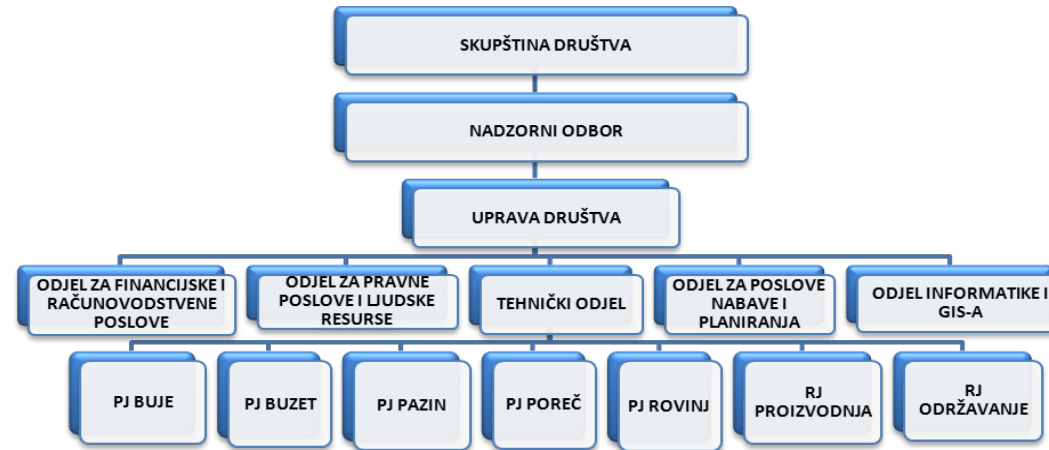 SKUPŠTINA DRUŠTVA
NADZORNI ODBOR
UPRAVA DRUŠTVA
ODJEL ZA FINANCIJSKE I
RAČUNOVODSTVENE
POSLOVE
ODJEL ZA PRAVNE
POSLOVE I LJUDSKE
RESURSE
TEHNIČKI ODJEL
ODJEL ZA POSLOVE
NABAVE I
PLANIRANJA
ODJEL INFORMATIKE I
GIS-A
PJ BUJE
PJ BUZET
PJ PAZIN
PJ POREČ
PJ ROVINJ
RJ
PROIZVODNJA
RJ
ODRŽAVANJE